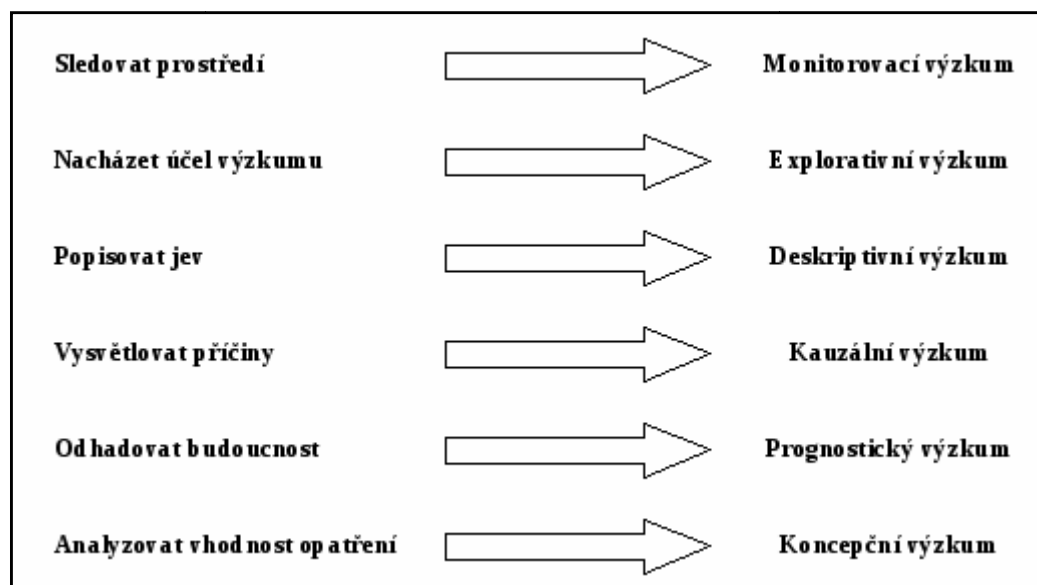 Sledovat prostředí Monitorovací výzkum
Nacházet účel výzkumu Explorativní výzkum
Popisovat jev Deskriptivní výzkum
Vysvětlovat příčiny Kauzální výzkum
Odhadovat budoucnost Prognostický výzkum
Analyzovat vhodnost opatření Koncepční výzkum